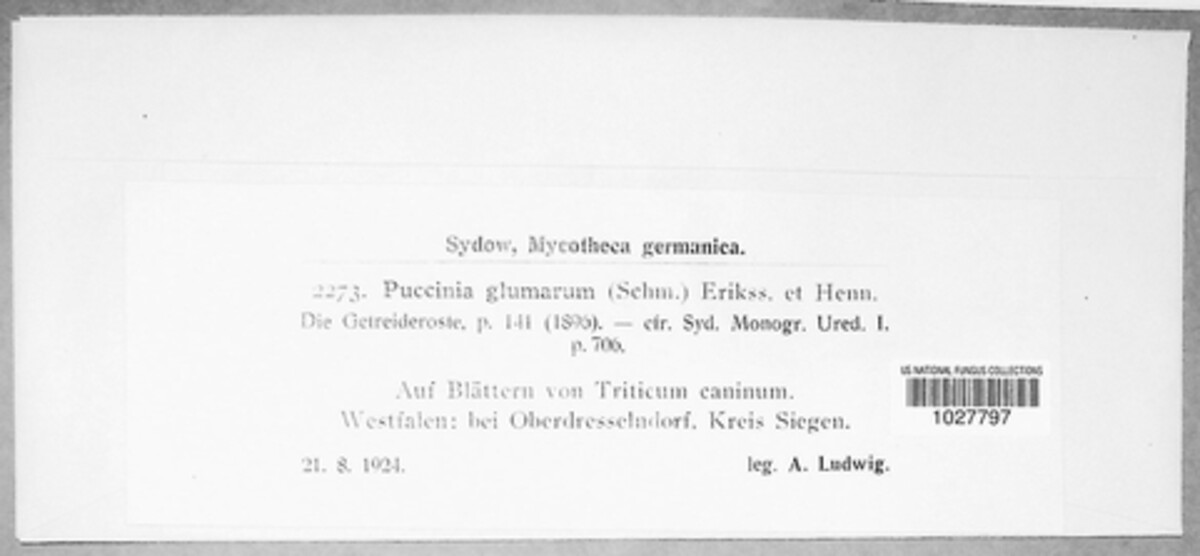 Sydow, Mycotheca germanica.
2273. Puccinia glumarum (Schm.) Erikss. et Henn.
Die Getreideroste, p. 141 (1896). — cfr. Syd. Monogr. Ured. I.
p. 706.
Auf Blättern von Triticum caninum.
Westfalen: bei Oberdresselndorf, Kreis Siegen.
21. 8. 1924. leg. A. Ludwig.
US NATIONAL FUNGUS COLLECTIONS
1027797